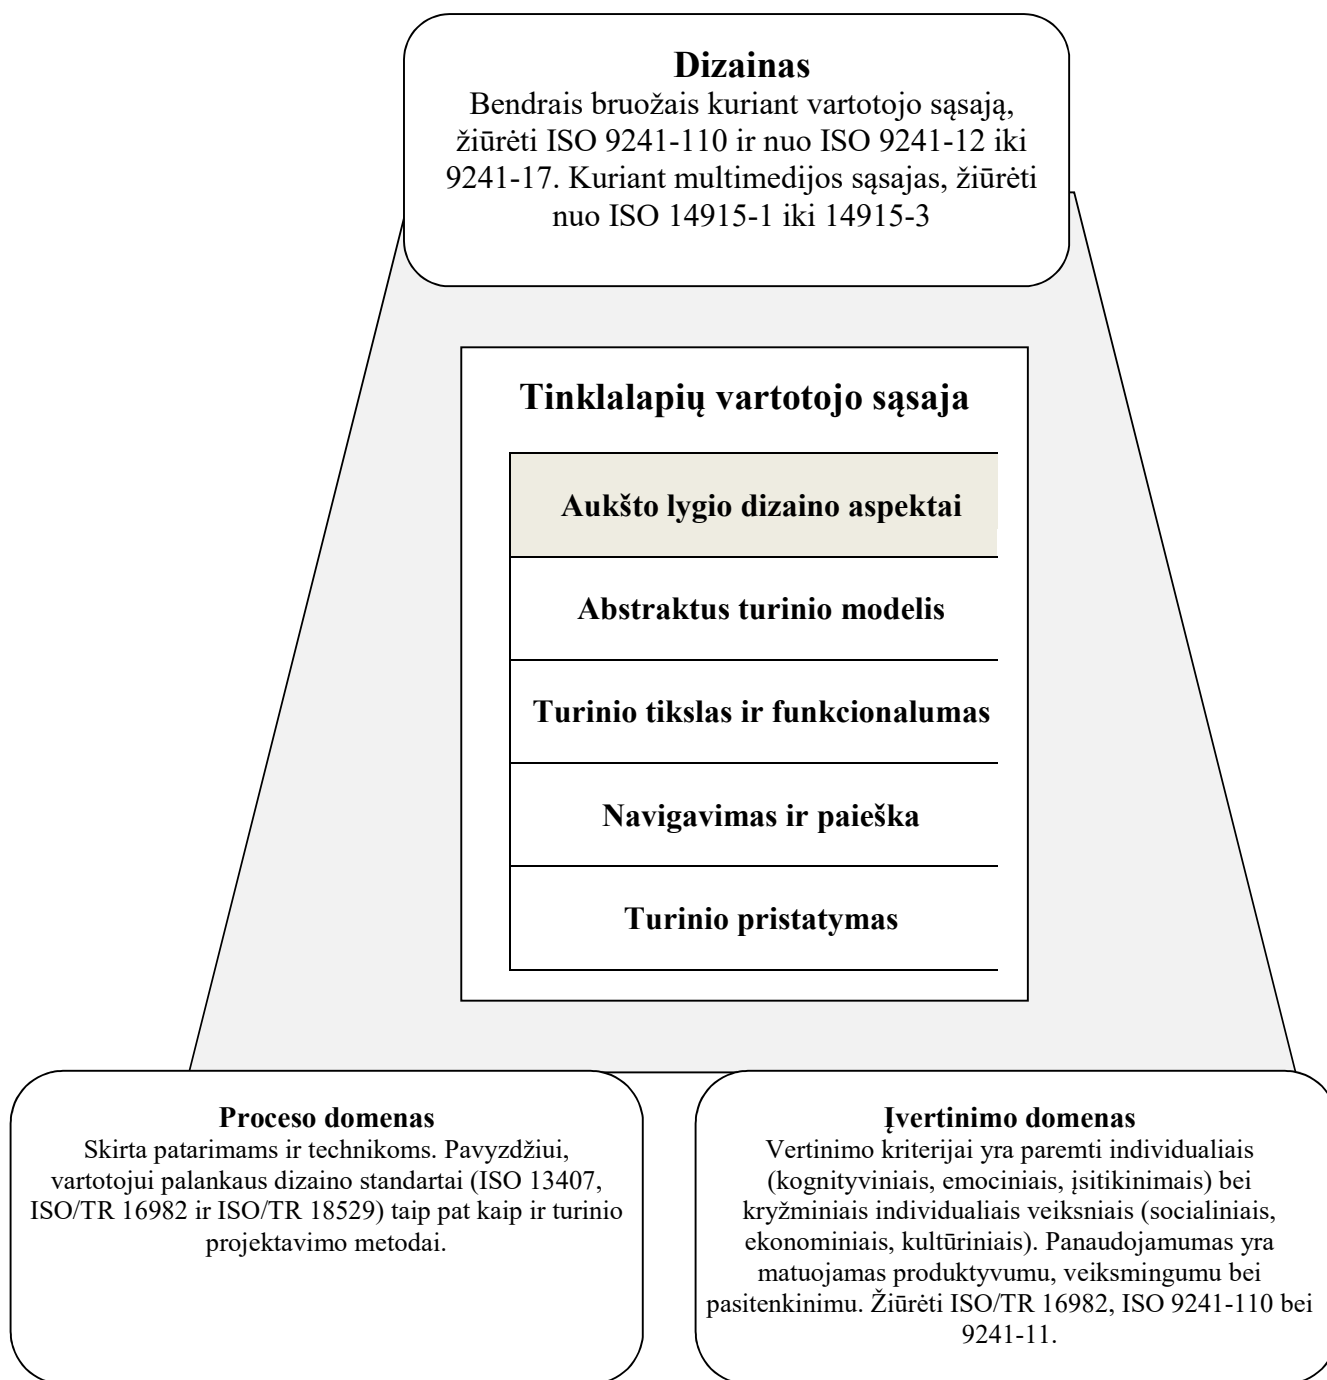 Dizainas
Bendrais bruožais kuriant vartotojo sąsają,
žiūrėti ISO 9241-110 ir nuo ISO 9241-12 iki
9241-17. Kuriant multimedijos sąsajas, žiūrėti
nuo ISO 14915-1 iki 14915-3
Tinklalapių vartotojo sąsaja
Aukšto lygio dizaino aspektai
Abstraktus turinio modelis
Turinio tikslas ir funkcionalumas
Navigavimas ir paieška
Turinio pristatymas
Proceso domenas
Skirta patarimams ir technikoms. Pavyzdžiui,
vartotojui palankaus dizaino standartai (ISO 13407,
ISO/TR 16982 ir ISO/TR 18529) taip pat kaip ir turinio
projektavimo metodai.
Įvertinimo domenas
Vertinimo kriterijai yra paremti individualiais
(kognityviniais, emociniais, įsitikinimais) bei
kryžminiais individualiais veiksniais (socialiniais,
ekonominiais, kultūriniais). Panaudojamumas yra
matuojamas produktyvumu, veiksmingumu bei
pasitenkinimu. Žiūrėti ISO/TR 16982, ISO 9241-110 bei
9241-11.